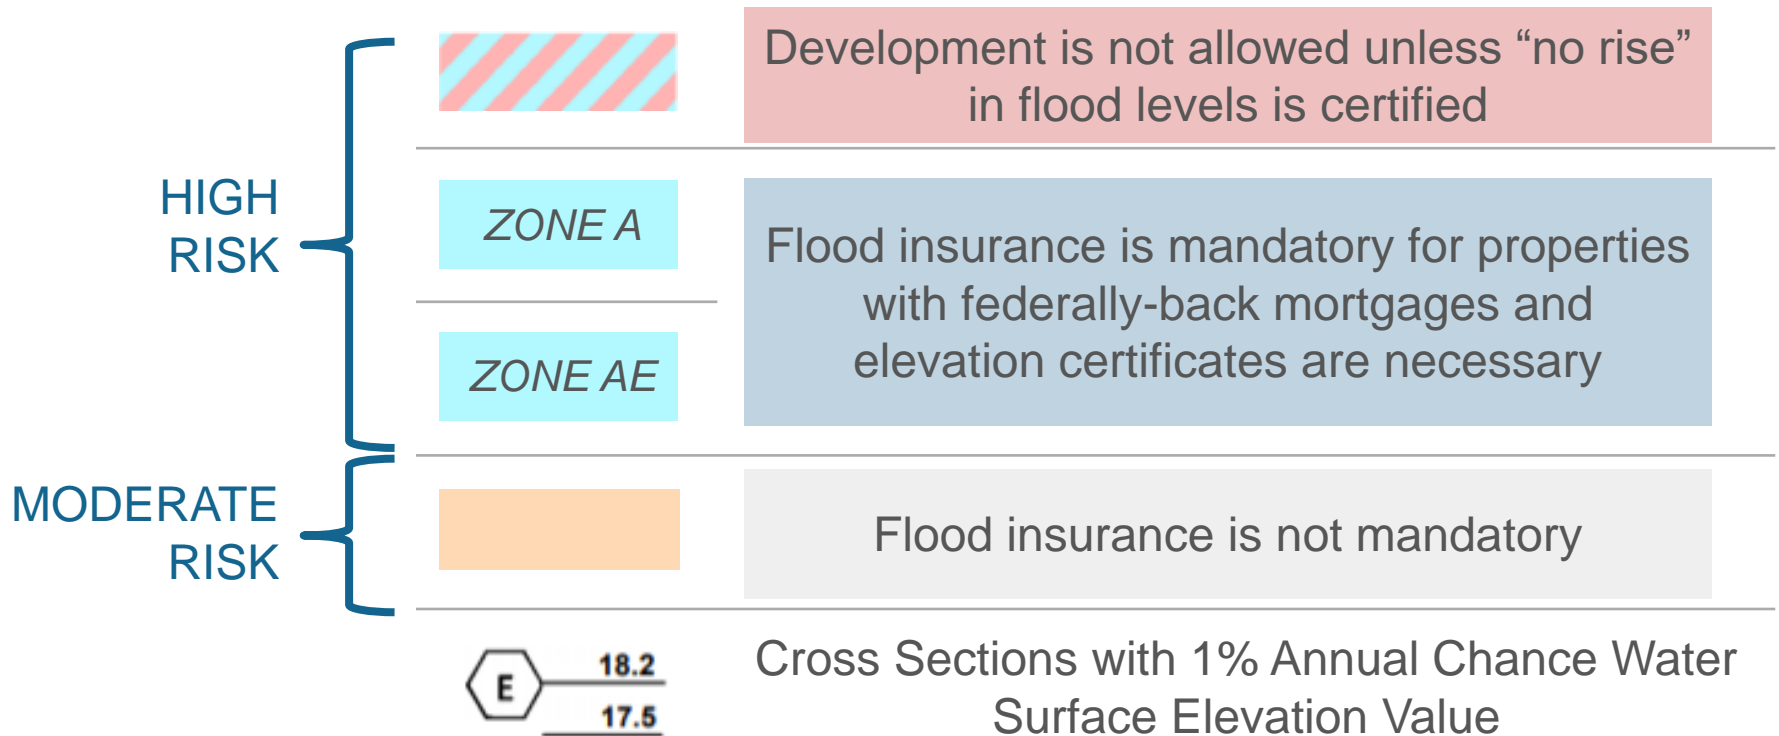 Development is not allowed unless “no rise”
in flood levels is certified
HIGH
RISK
ZONE A
Flood insurance is mandatory for properties
with federally-back mortgages and
elevation certificates are necessary
ZONE AE
MODERATE
RISK
Flood insurance is not mandatory
E
18.2
17.5
Cross Sections with 1% Annual Chance Water
Surface Elevation Value